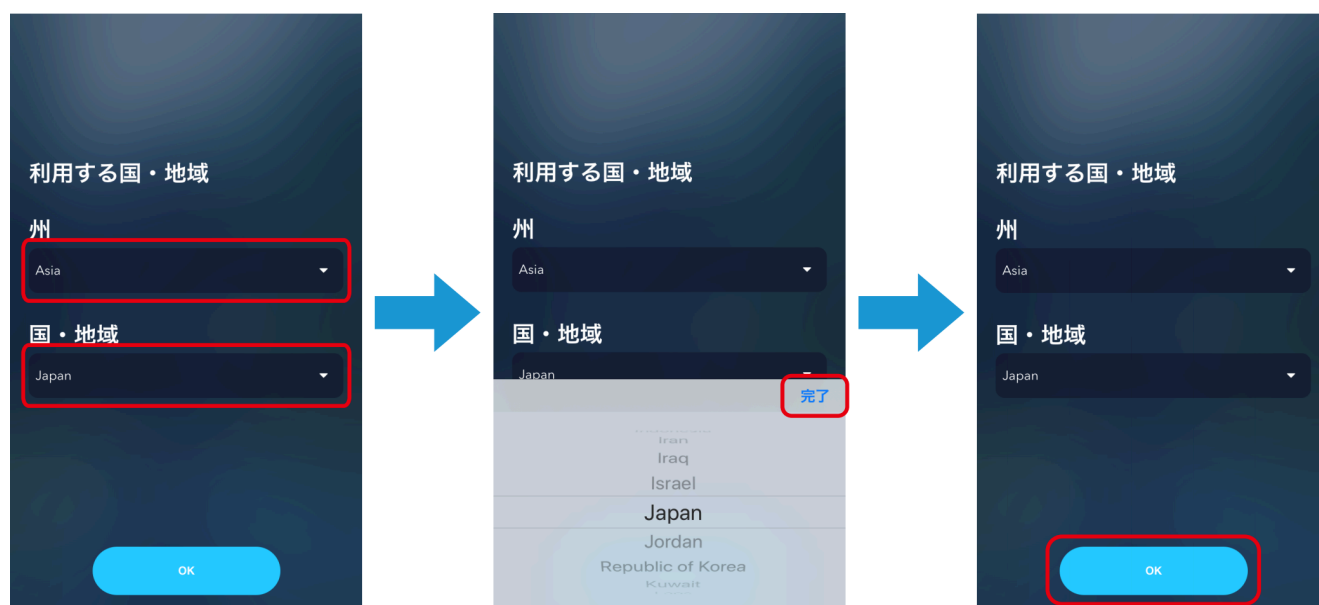 利用する国・地域
州
Asia
国・地域
Japan
OK
利用する国・地域
州
Asia
国・地域
Japan
完了
Iran
Iraq
Israel
Japan
Jordan
Republic of Korea
Kuwait
利用する国・地域
州
Asia
国・地域
Japan
OK